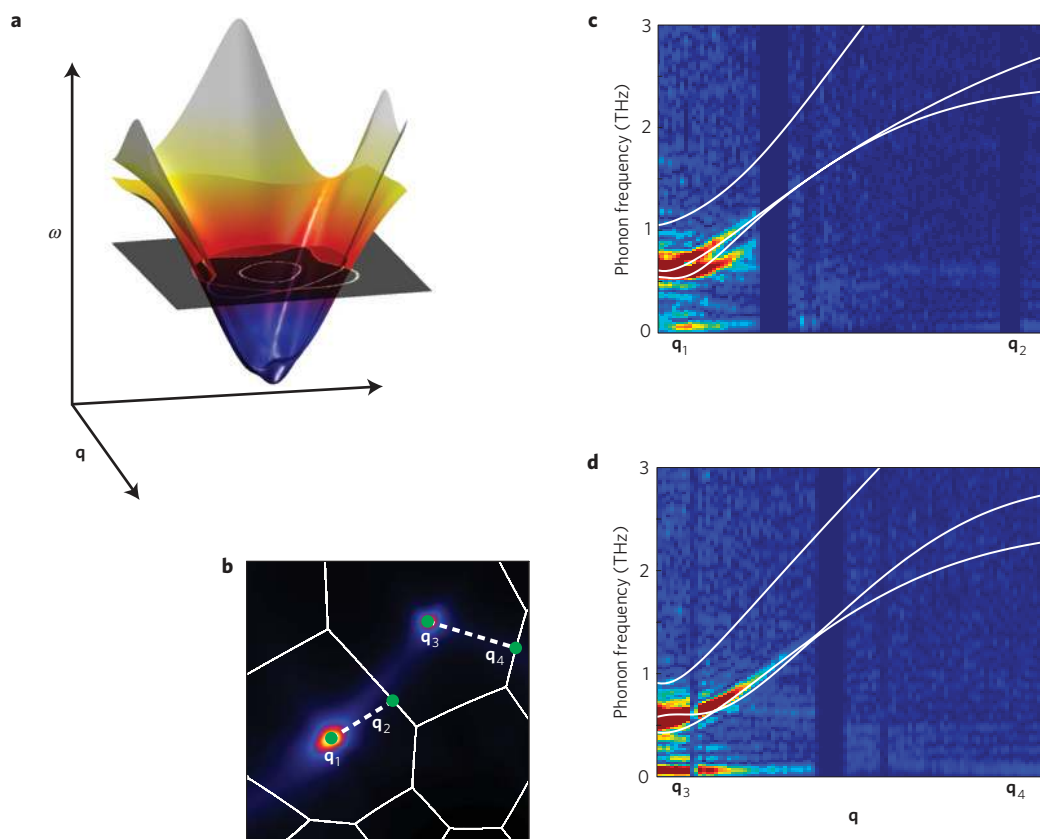 a
ω
q
b
q₁
q₂
q₃
q₄
c
Phonon frequency (THz)
3
2
1
0
q₁
q₂
d
Phonon frequency (THz)
3
2
1
0
q₃
q₄
q